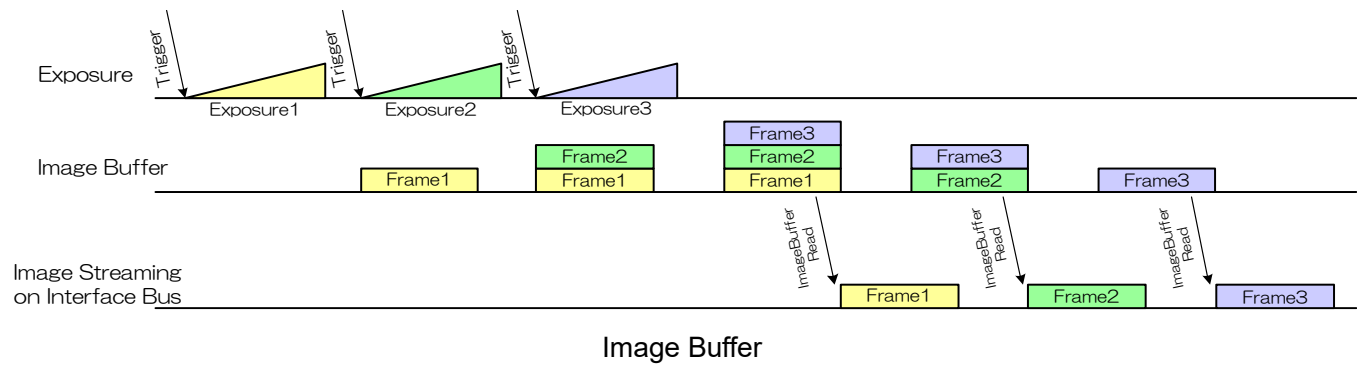 Trigger
Trigger
Trigger
Exposure
Exposure1
Exposure2
Exposure3
Image Buffer
Frame1
Frame2
Frame1
Frame3
Frame2
Frame1
Frame3
Frame2
Frame3
ImageBuffer
Read
ImageBuffer
Read
ImageBuffer
Read
Image Streaming
on Interface Bus
Frame1
Frame2
Frame3
Image Buffer